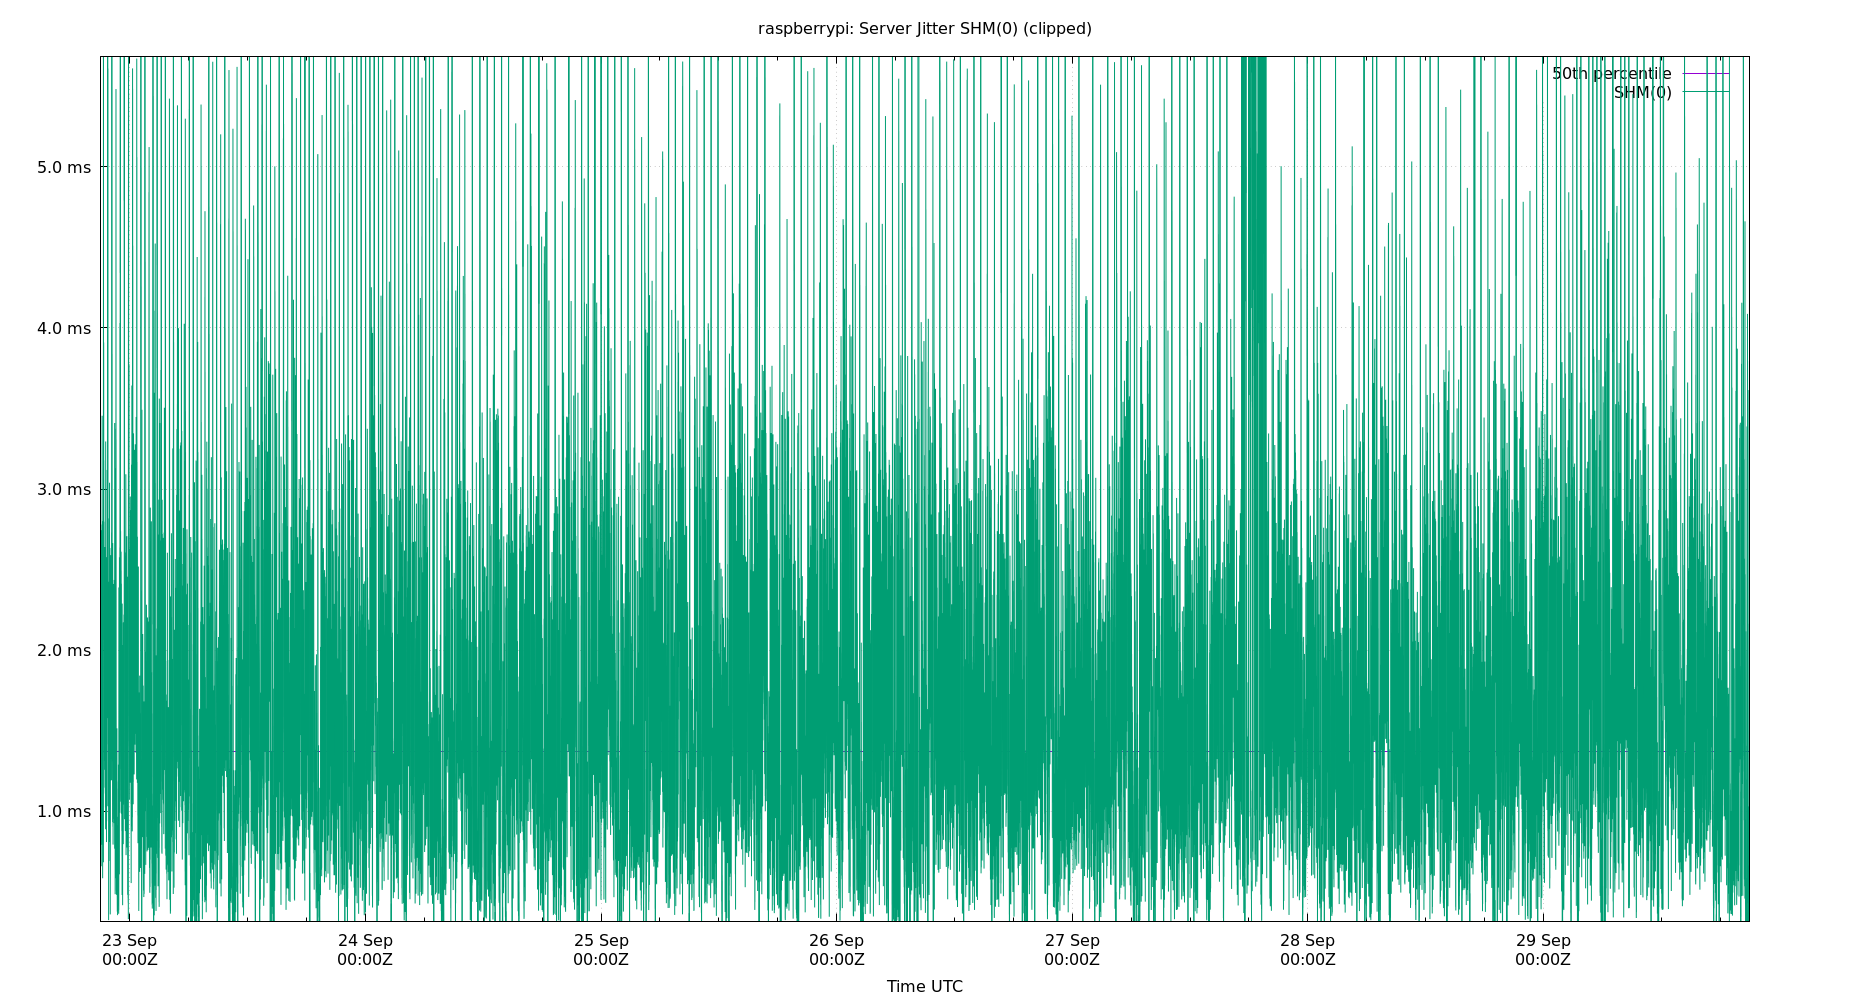 raspberrypi: Server Jitter SHM(0) (clipped)
50th percentile
SHM(0)
5.0 ms
4.0 ms
3.0 ms
2.0 ms
1.0 ms
23 Sep
00:00Z
24 Sep
00:00Z
25 Sep
00:00Z
26 Sep
00:00Z
27 Sep
00:00Z
28 Sep
00:00Z
29 Sep
00:00Z
Time UTC